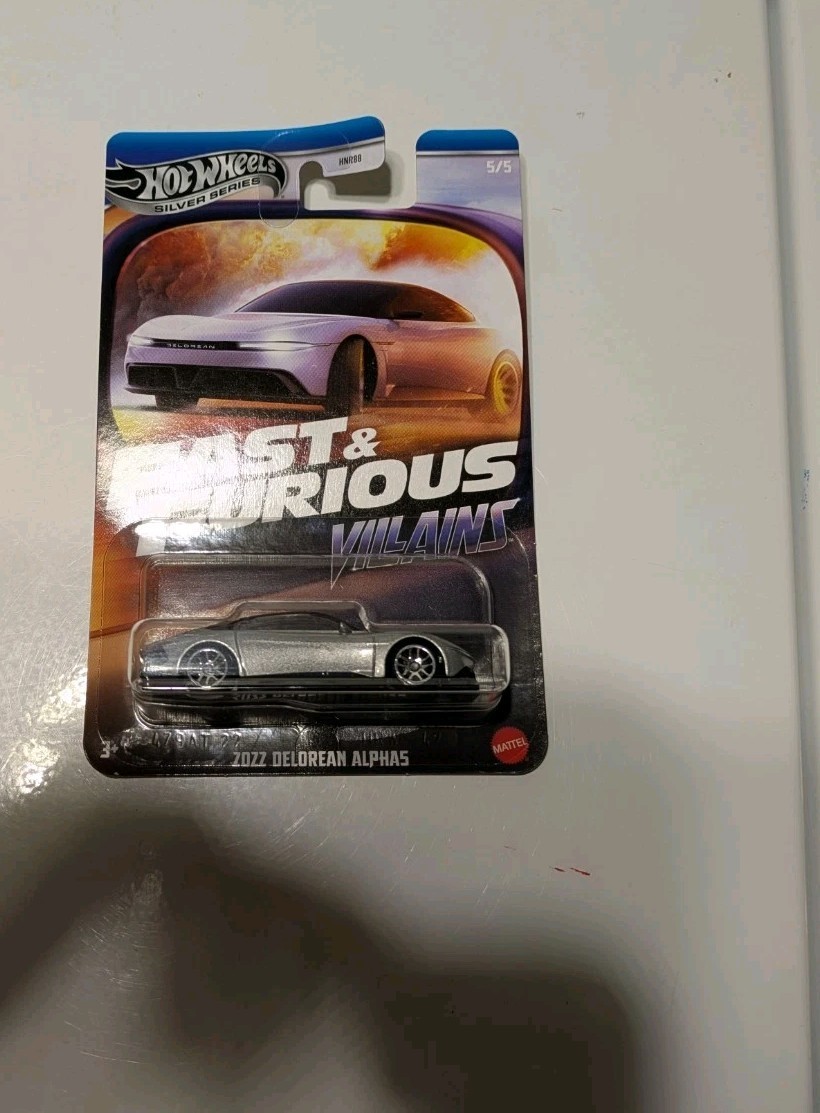 HOT WHEELS
SILVER SERIES
HNR88
5/5
DELOREAN
FAST &
FURIOUS
VILLAINS
3+
2022 DELOREAN ALPHA5
MATTEL